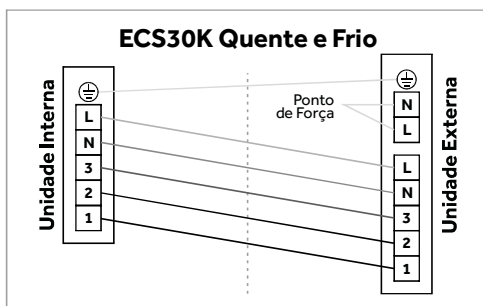 ECS30K Quente e Frio
Unidade Interna
L
N
3
2
1
Ponto
de Força
N
L
L
N
3
2
1
Unidade Externa